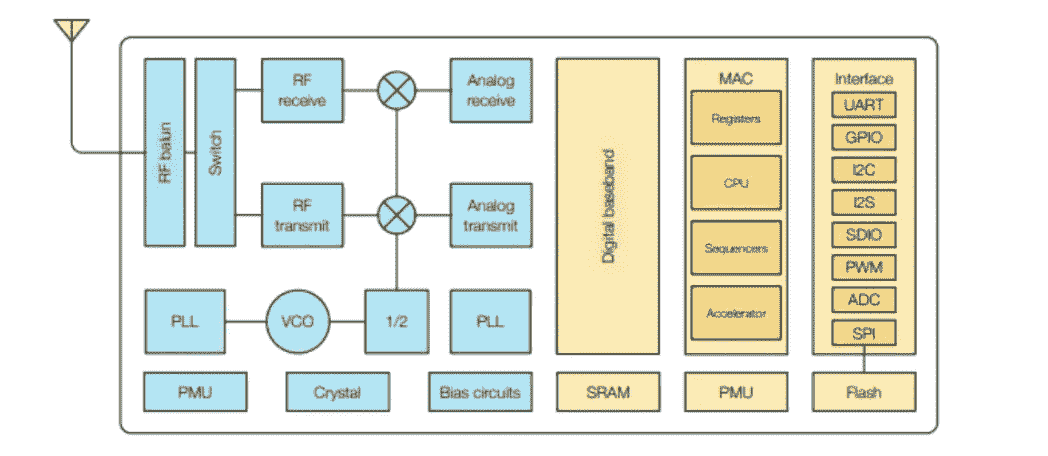 RF balun
Switch
RF
receive
Analog
receive
RF
transmit
Analog
transmit
PLL
VCO
1/2
PLL
PMU
Crystal
Bias circuits
Digital baseband
SRAM
MAC
Registers
CPU
Sequencers
Accelerator
PMU
Interface
UART
GPIO
I2C
I2S
SDIO
PWM
ADC
SPI
Flash